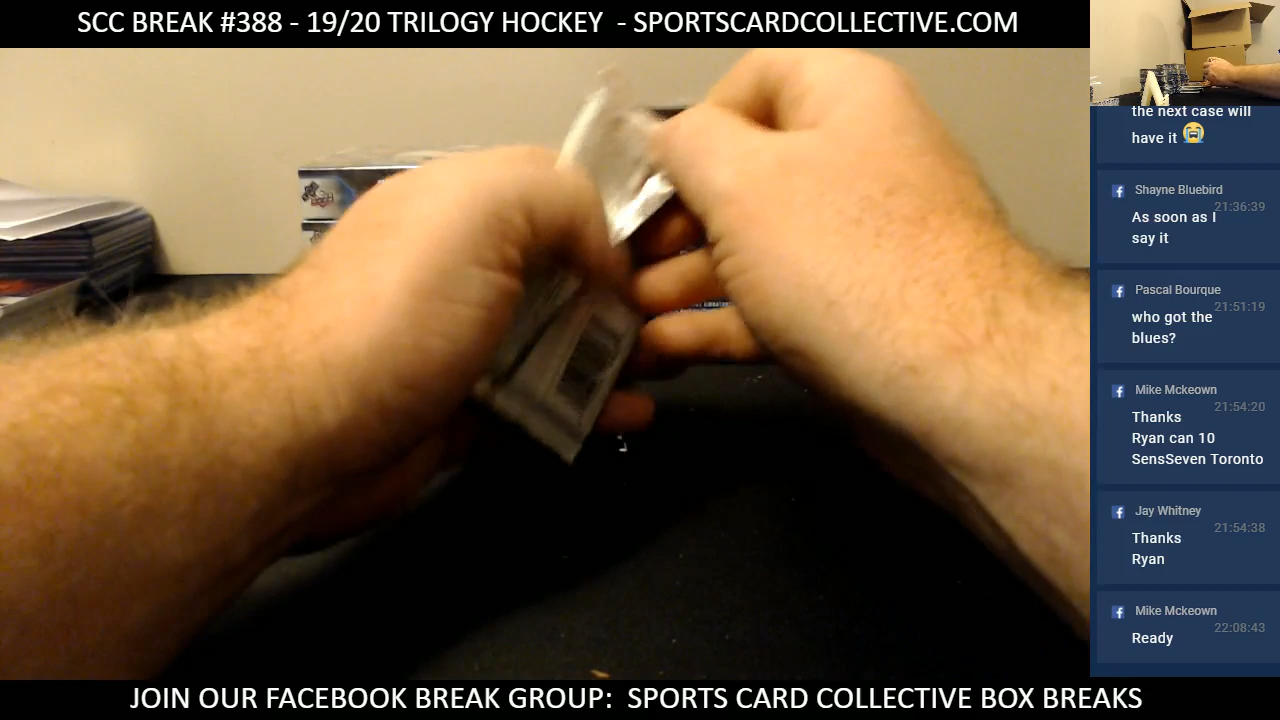 SCC BREAK #388 - 19/20 TRILOGY HOCKEY - SPORTSCARDCOLLECTIVE.COM
the next case will
have it 😭
Shayne Bluebird
21:36:39
As soon as I
say it
Pascal Bourque
21:51:19
who got the
blues?
Mike Mckeown
21:54:20
Thanks
Ryan can 10
SensSeven Toronto
Jay Whitney
21:54:38
Thanks
Ryan
Mike Mckeown
22:08:43
Ready
JOIN OUR FACEBOOK BREAK GROUP: SPORTS CARD COLLECTIVE BOX BREAKS